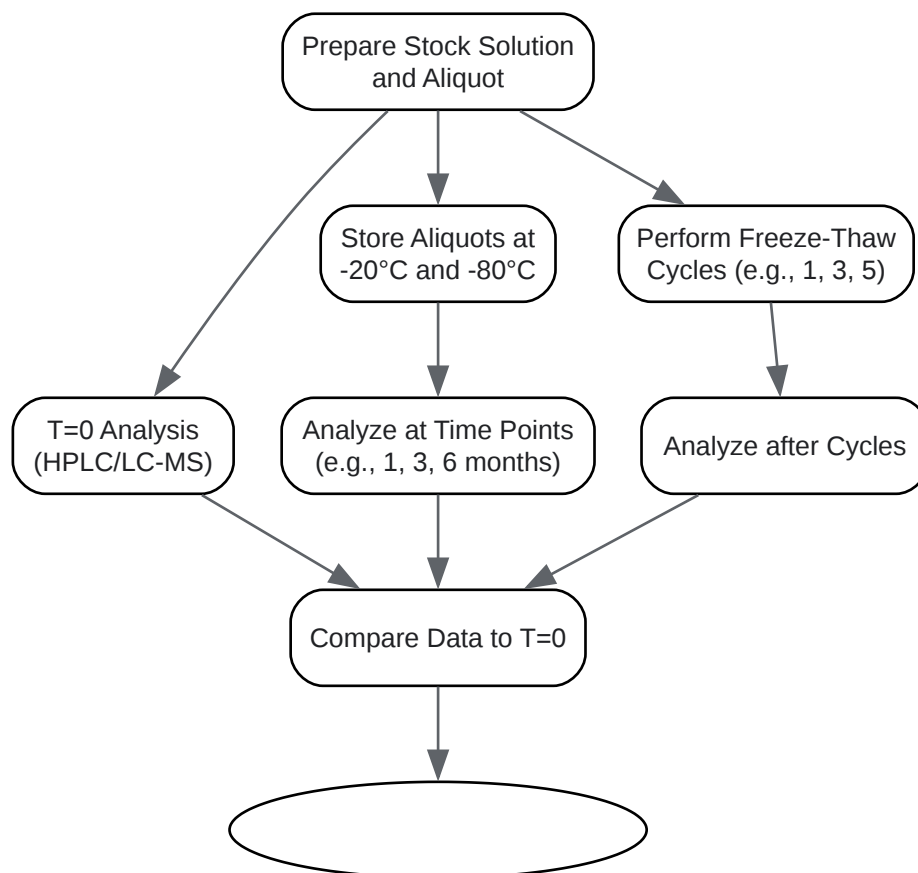 Prepare Stock Solution
and Aliquot
Store Aliquots at
-20°C and -80°C
Perform Freeze-Thaw
Cycles (e.g., 1, 3, 5)
T=0 Analysis
(HPLC/LC-MS)
Analyze at Time Points
(e.g., 1, 3, 6 months)
Analyze after Cycles
Compare Data to T=0